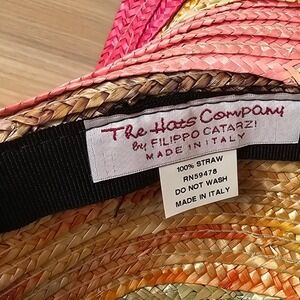 The Hats Company
by FILIPPO CATARZI
MADE IN ITALY
100% STRAW
RN59478
DO NOT WASH
MADE IN ITALY